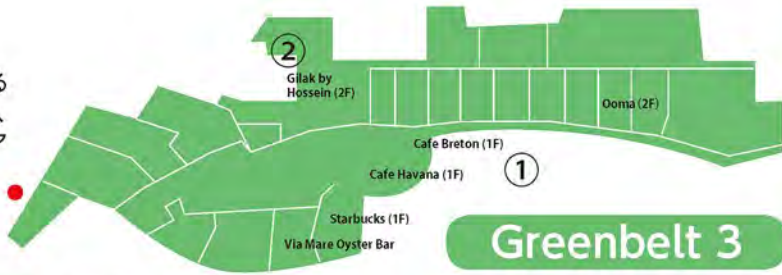 ②
Gilak by
Hossein (2F)
Ooma (2F)
Cafe Breton (1F)
①
Cafe Havana (1F)
Starbucks (1F)
Via Mare Oyster Bar
Greenbelt 3